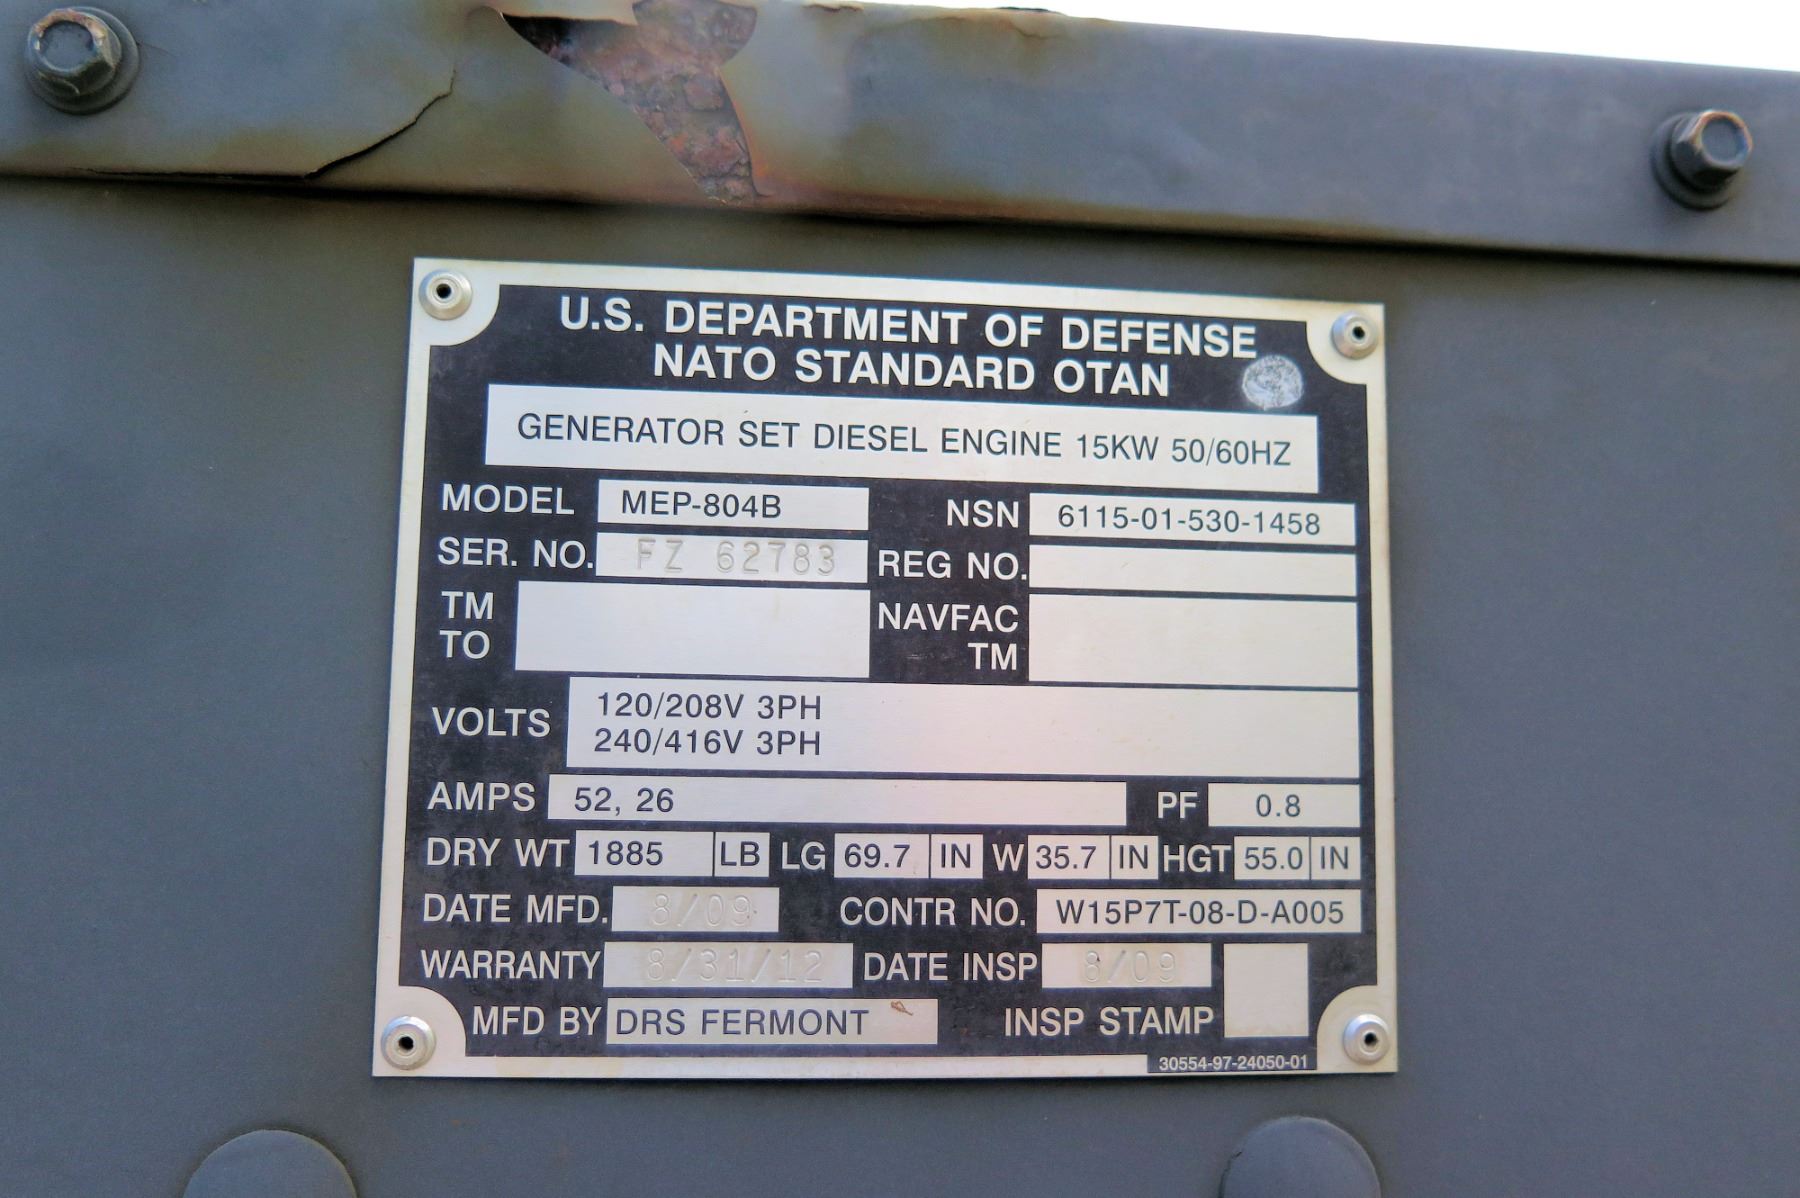 U.S. DEPARTMENT OF DEFENSE
NATO STANDARD OTAN
GENERATOR SET DIESEL ENGINE 15KW 50/60HZ
MODEL MEP-804B NSN 6115-01-530-1458
SER. NO. FZ 62783 REG NO.
TM
TO
NAVFAC
TM
VOLTS
120/208V 3PH
240/416V 3PH
AMPS 52, 26 PF 0.8
DRY WT 1885 LB LG 69.7 IN W 35.7 IN HGT 55.0 IN
DATE MFD. 8/09 CONTR NO. W15P7T-08-D-A005
WARRANTY 8/31/12 DATE INSP 8/09
MFD BY DRS FERMONT INSP STAMP
30554-97-24050-01